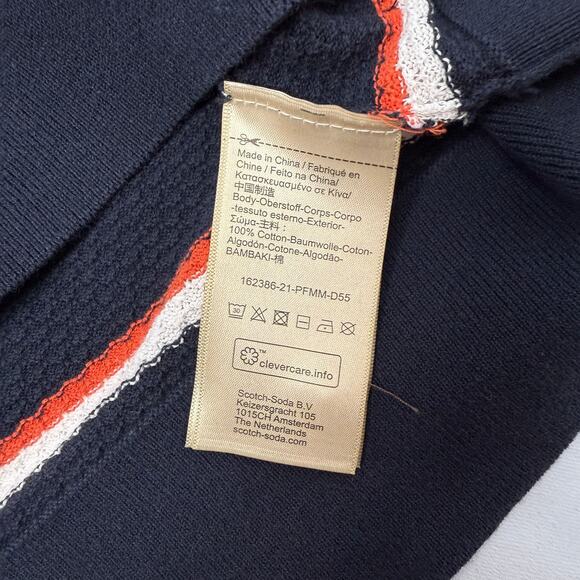 Made in China / Fabriqué en
Chine / Feito na China/
Κατασκευασμένο σε Κίνα/
中国制造
Body-Oberstoff-Corps-Corpo
-tessuto esterno-Exterior-
Σώμα-主料：
100% Cotton-Baumwolle-Coton-
Algodón-Cotone-Algodão-
BAMBAKI-棉
162386-21-PFMM-D55
30
™
clevercare.info
Scotch-Soda B.V
Keizersgracht 105
1015CH Amsterdam
The Netherlands
scotch-soda.com